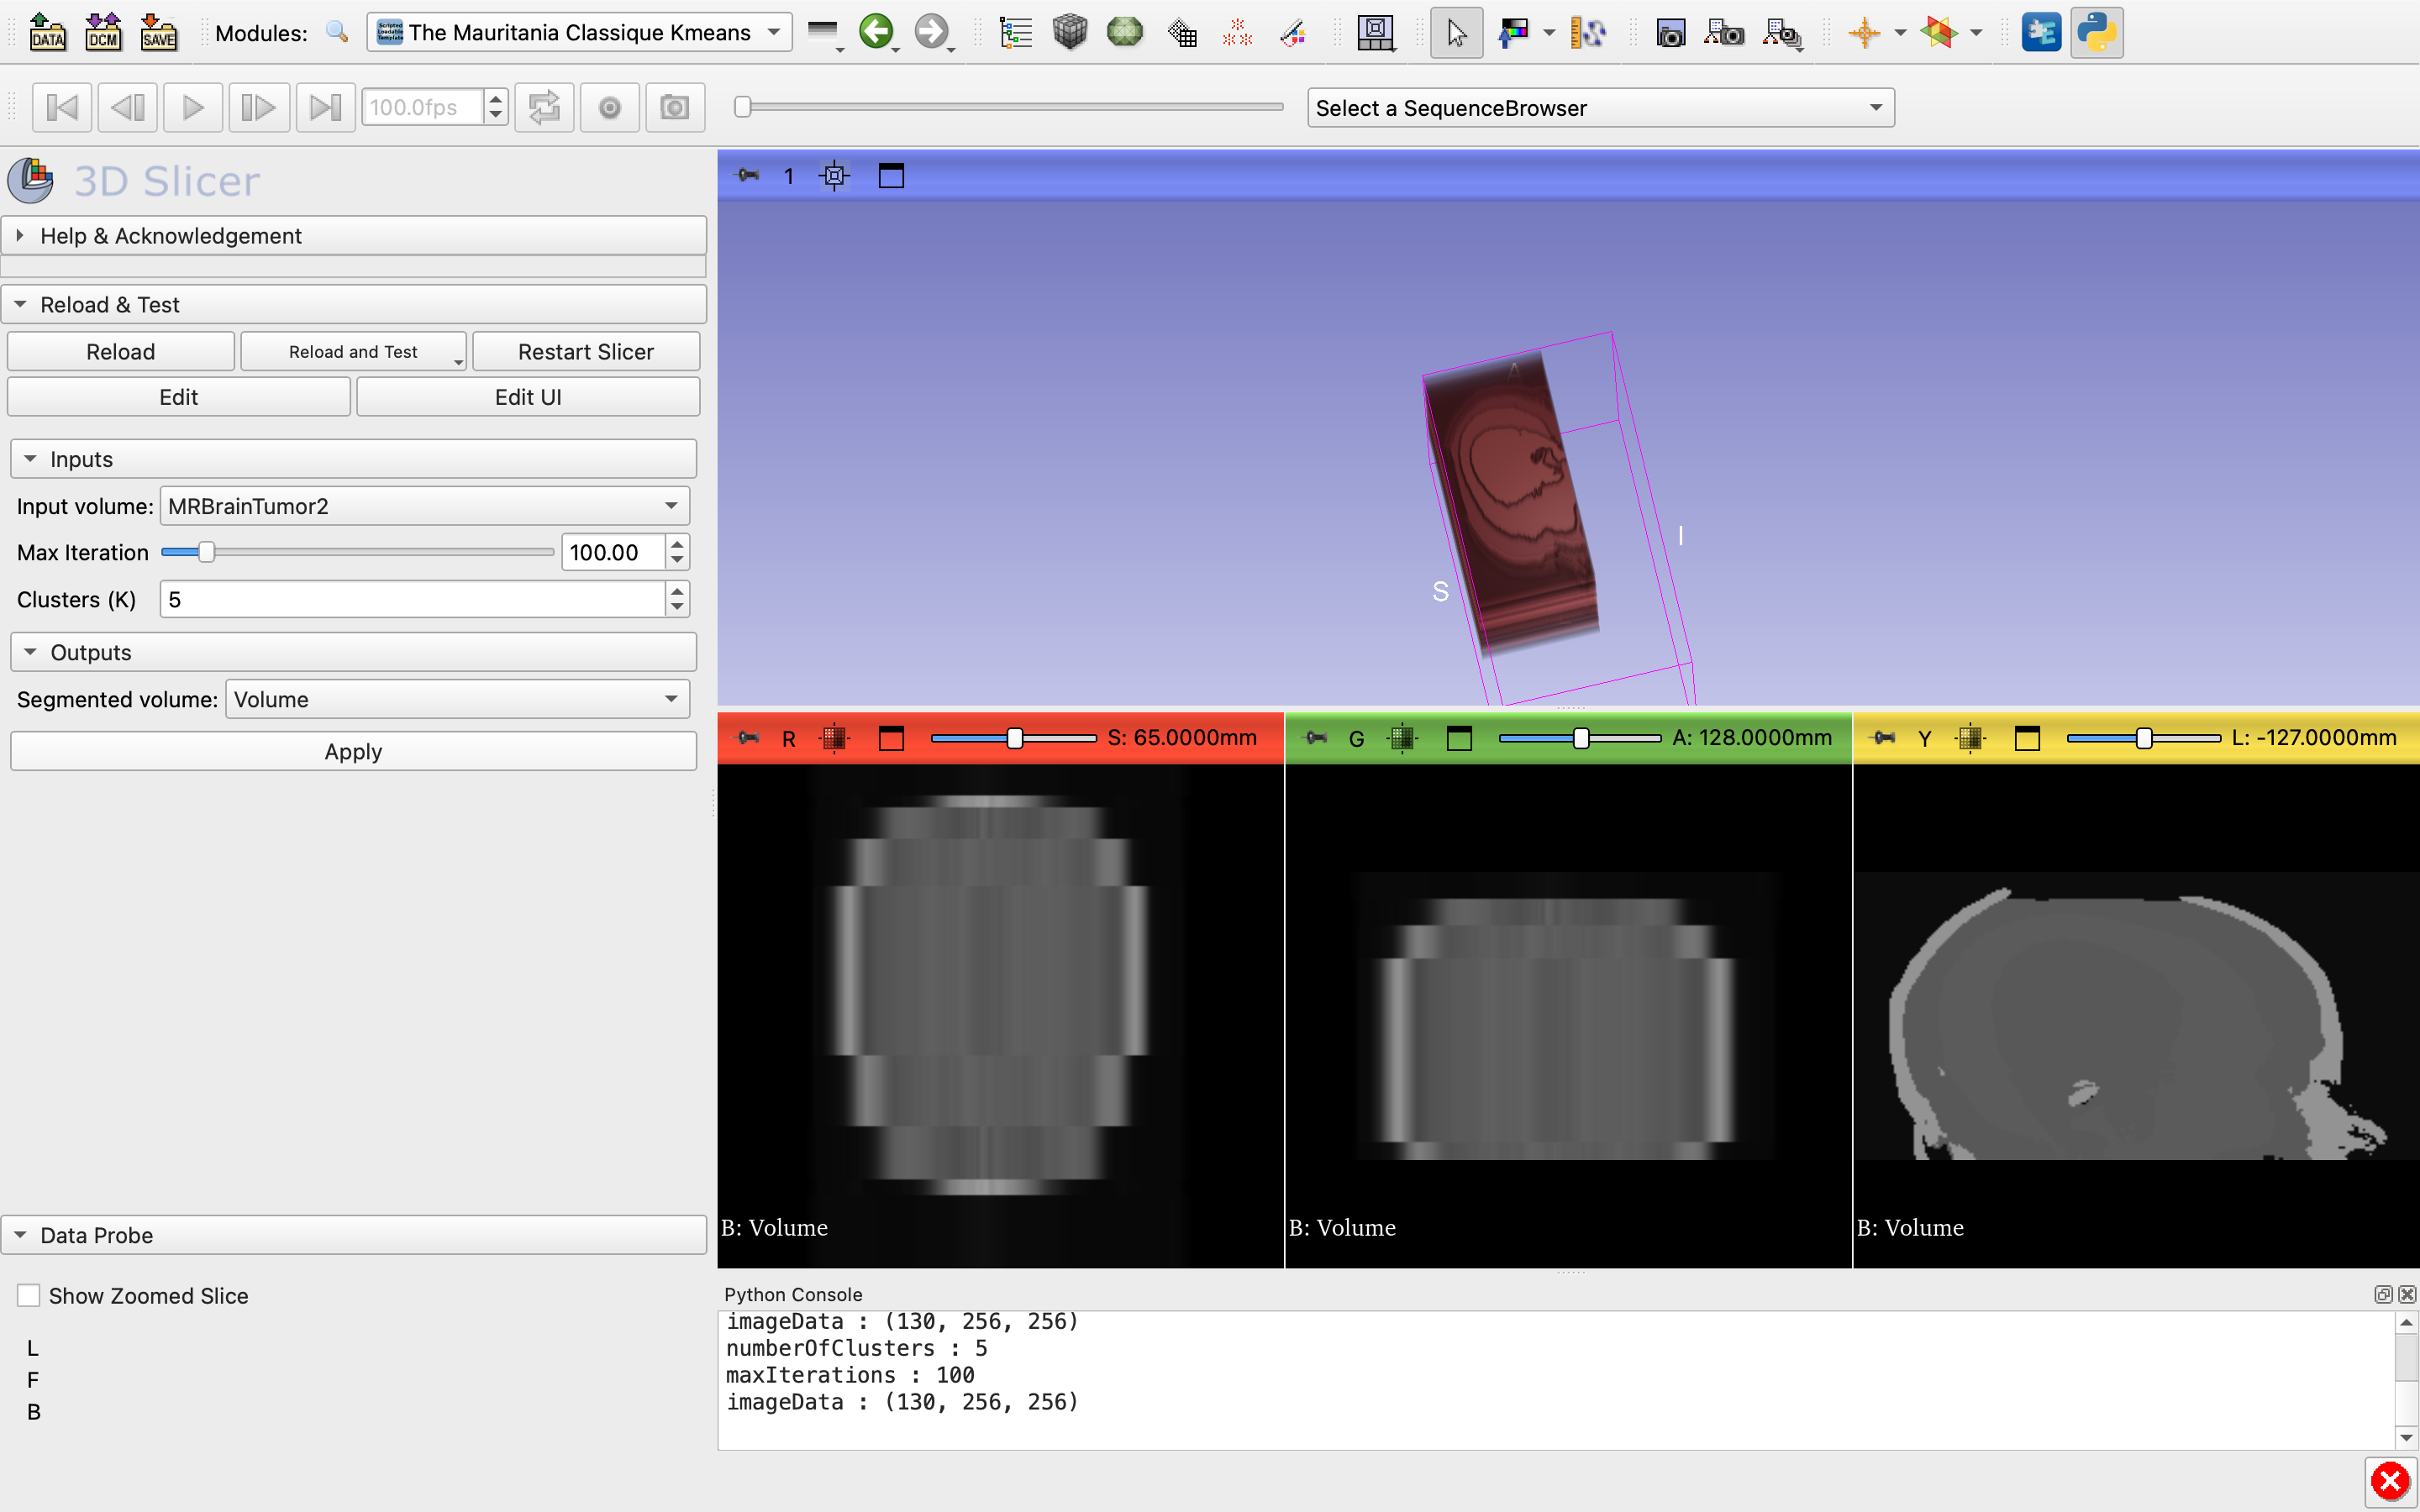 DATA
DCM
SAVE
Modules:
The Mauritania Classique Kmeans
100.0fps
Select a SequenceBrowser
3D Slicer
Help & Acknowledgement
Reload & Test
Reload
Reload and Test
Restart Slicer
Edit
Edit UI
Inputs
Input volume:
MRBrainTumor2
Max Iteration
100.00
Clusters (K)
5
Outputs
Segmented volume:
Volume
Apply
Data Probe
Show Zoomed Slice
L
F
B
1
A
I
S
R
S: 65.0000mm
G
A: 128.0000mm
Y
L: -127.0000mm
B: Volume
B: Volume
B: Volume
Python Console
imageData : (130, 256, 256)
numberOfClusters : 5
maxIterations : 100
imageData : (130, 256, 256)